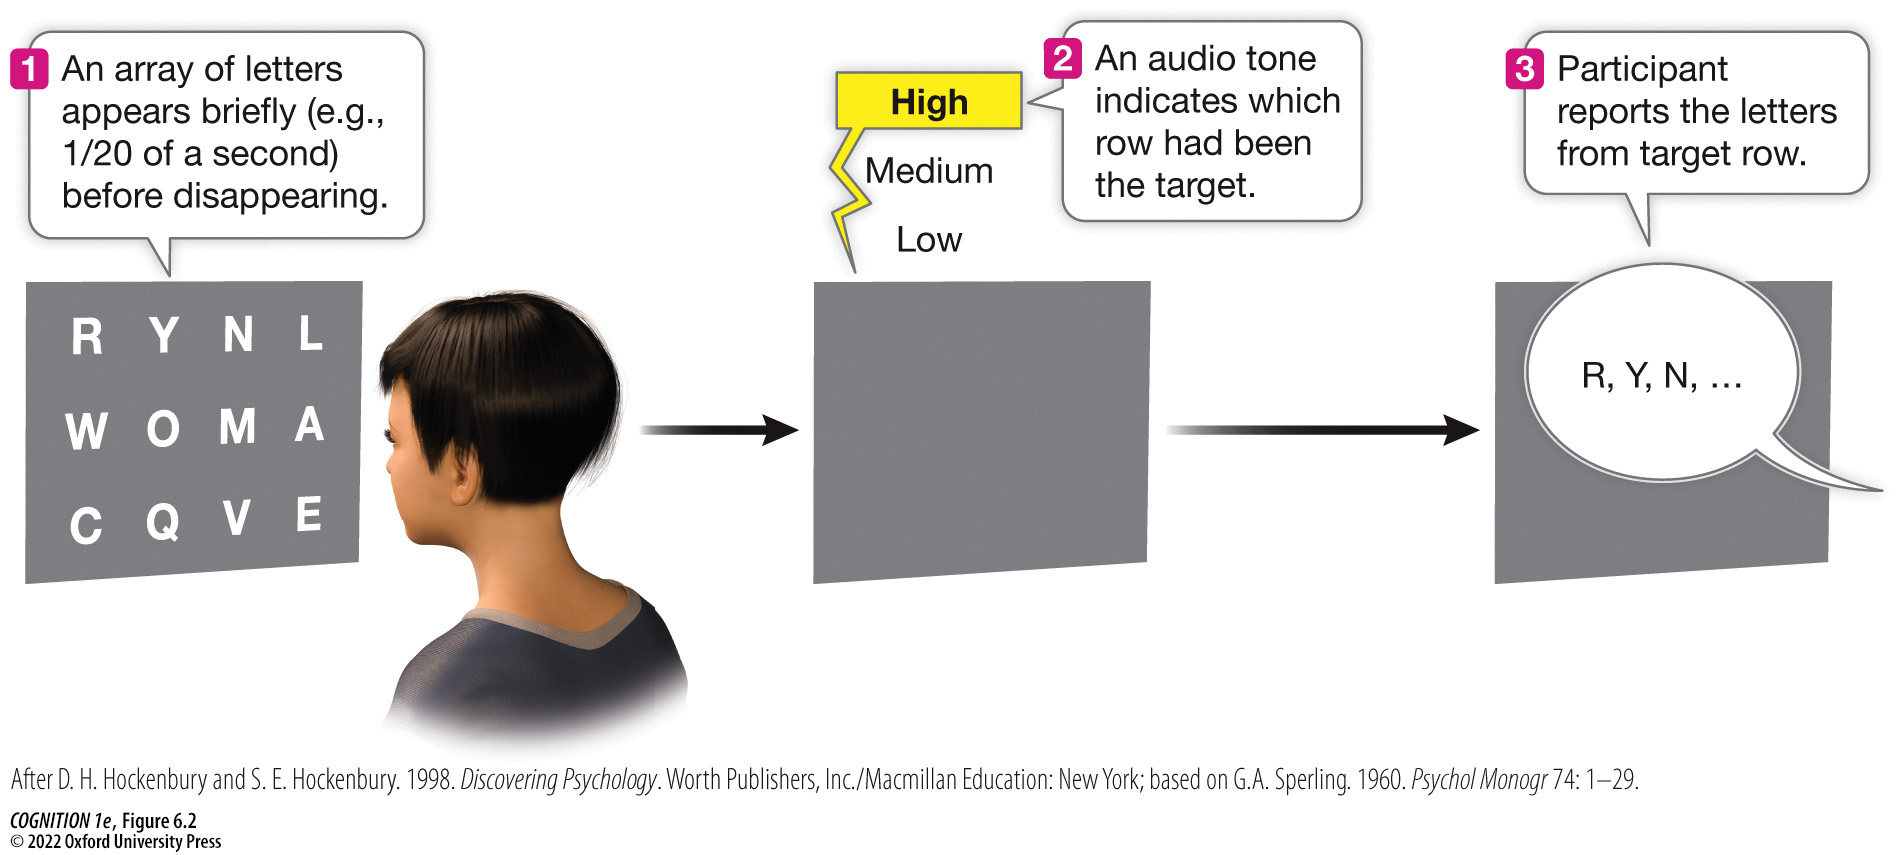 1 An array of letters
appears briefly (e.g.,
1/20 of a second)
before disappearing.
R Y N L
W O M A
C Q V E
High
Medium
Low
2 An audio tone
indicates which
row had been
the target.
3 Participant
reports the letters
from target row.
R, Y, N, ...
After D. H. Hockenbury and S. E. Hockenbury. 1998. Discovering Psychology. Worth Publishers, Inc./Macmillan Education: New York; based on G.A. Sperling. 1960. Psychol Monogr 74: 1–29.
COGNITION 1e, Figure 6.2
© 2022 Oxford University Press